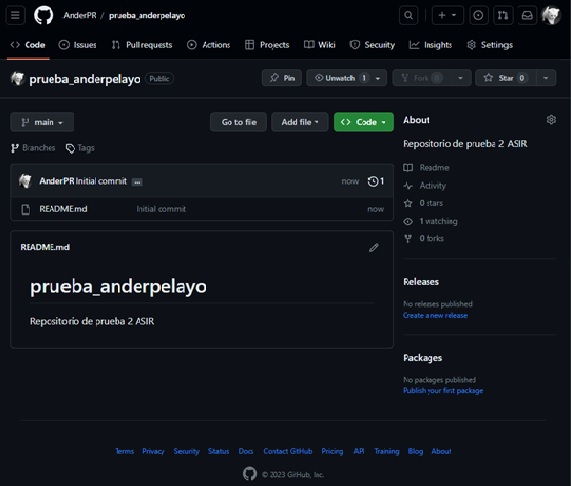 AnderPR / prueba_anderpelayo
Code Issues Pull requests Actions Projects Wiki Security Insights Settings
prueba_anderpelayo Public Pin Unwatch 1 Fork 0 Star 0
main Go to file Add file Code
Branches Tags
AnderPR Initial commit ... now 1
README.md Initial commit now
README.md
prueba_anderpelayo
Repositorio de prueba 2 ASIR
About
Repositorio de prueba 2 ASIR
Readme
Activity
0 stars
1 watching
0 forks
Releases
No releases published
Create a new release
Packages
No packages published
Publish your first package
Terms Privacy Security Status Docs Contact GitHub Pricing API Training Blog About
© 2023 GitHub, Inc.